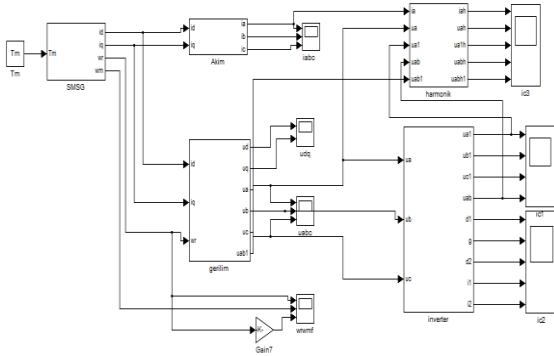 Tm
Tm
Tm
id
iq
wr
wm
SMSG
id
iq
ia
ib
ic
Akim
iabc
ia
ua
ua1
uab
uab1
iah
uah
ua1h
uabh
uabh1
harmonik
ic3
id
iq
wr
ud
uq
ua
ub
uc
uab1
gerilim
udq
uabc
ua
ub
uc
ua1
ub1
uc1
uab
d1
g
d2
i1
i2
inverter
ic1
ic2
-K-
Gain7
wrwmf